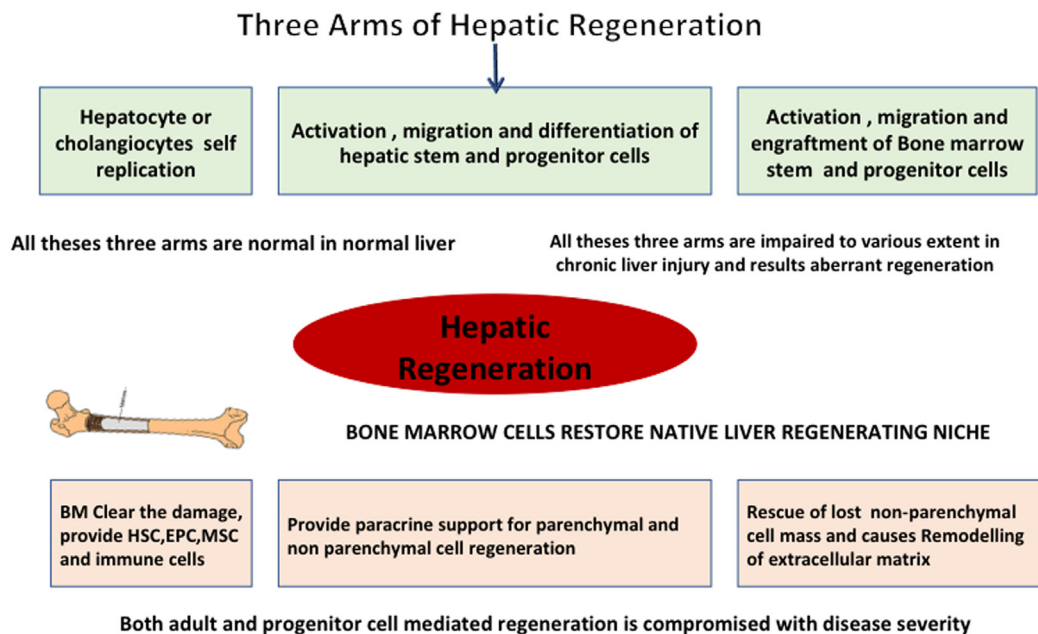 Three Arms of Hepatic Regeneration
Hepatocyte or
cholangiocytes self
replication
Activation , migration and differentiation of
hepatic stem and progenitor cells
Activation , migration and
engraftment of Bone marrow
stem and progenitor cells
All theses three arms are normal in normal liver
All theses three arms are impaired to various extent in
chronic liver injury and results aberrant regeneration
Hepatic
Regeneration
BONE MARROW CELLS RESTORE NATIVE LIVER REGENERATING NICHE
BM Clear the damage,
provide HSC,EPC,MSC
and immune cells
Provide paracrine support for parenchymal and
non parenchymal cell regeneration
Rescue of lost non-parenchymal
cell mass and causes Remodelling
of extracellular matrix
Both adult and progenitor cell mediated regeneration is compromised with disease severity